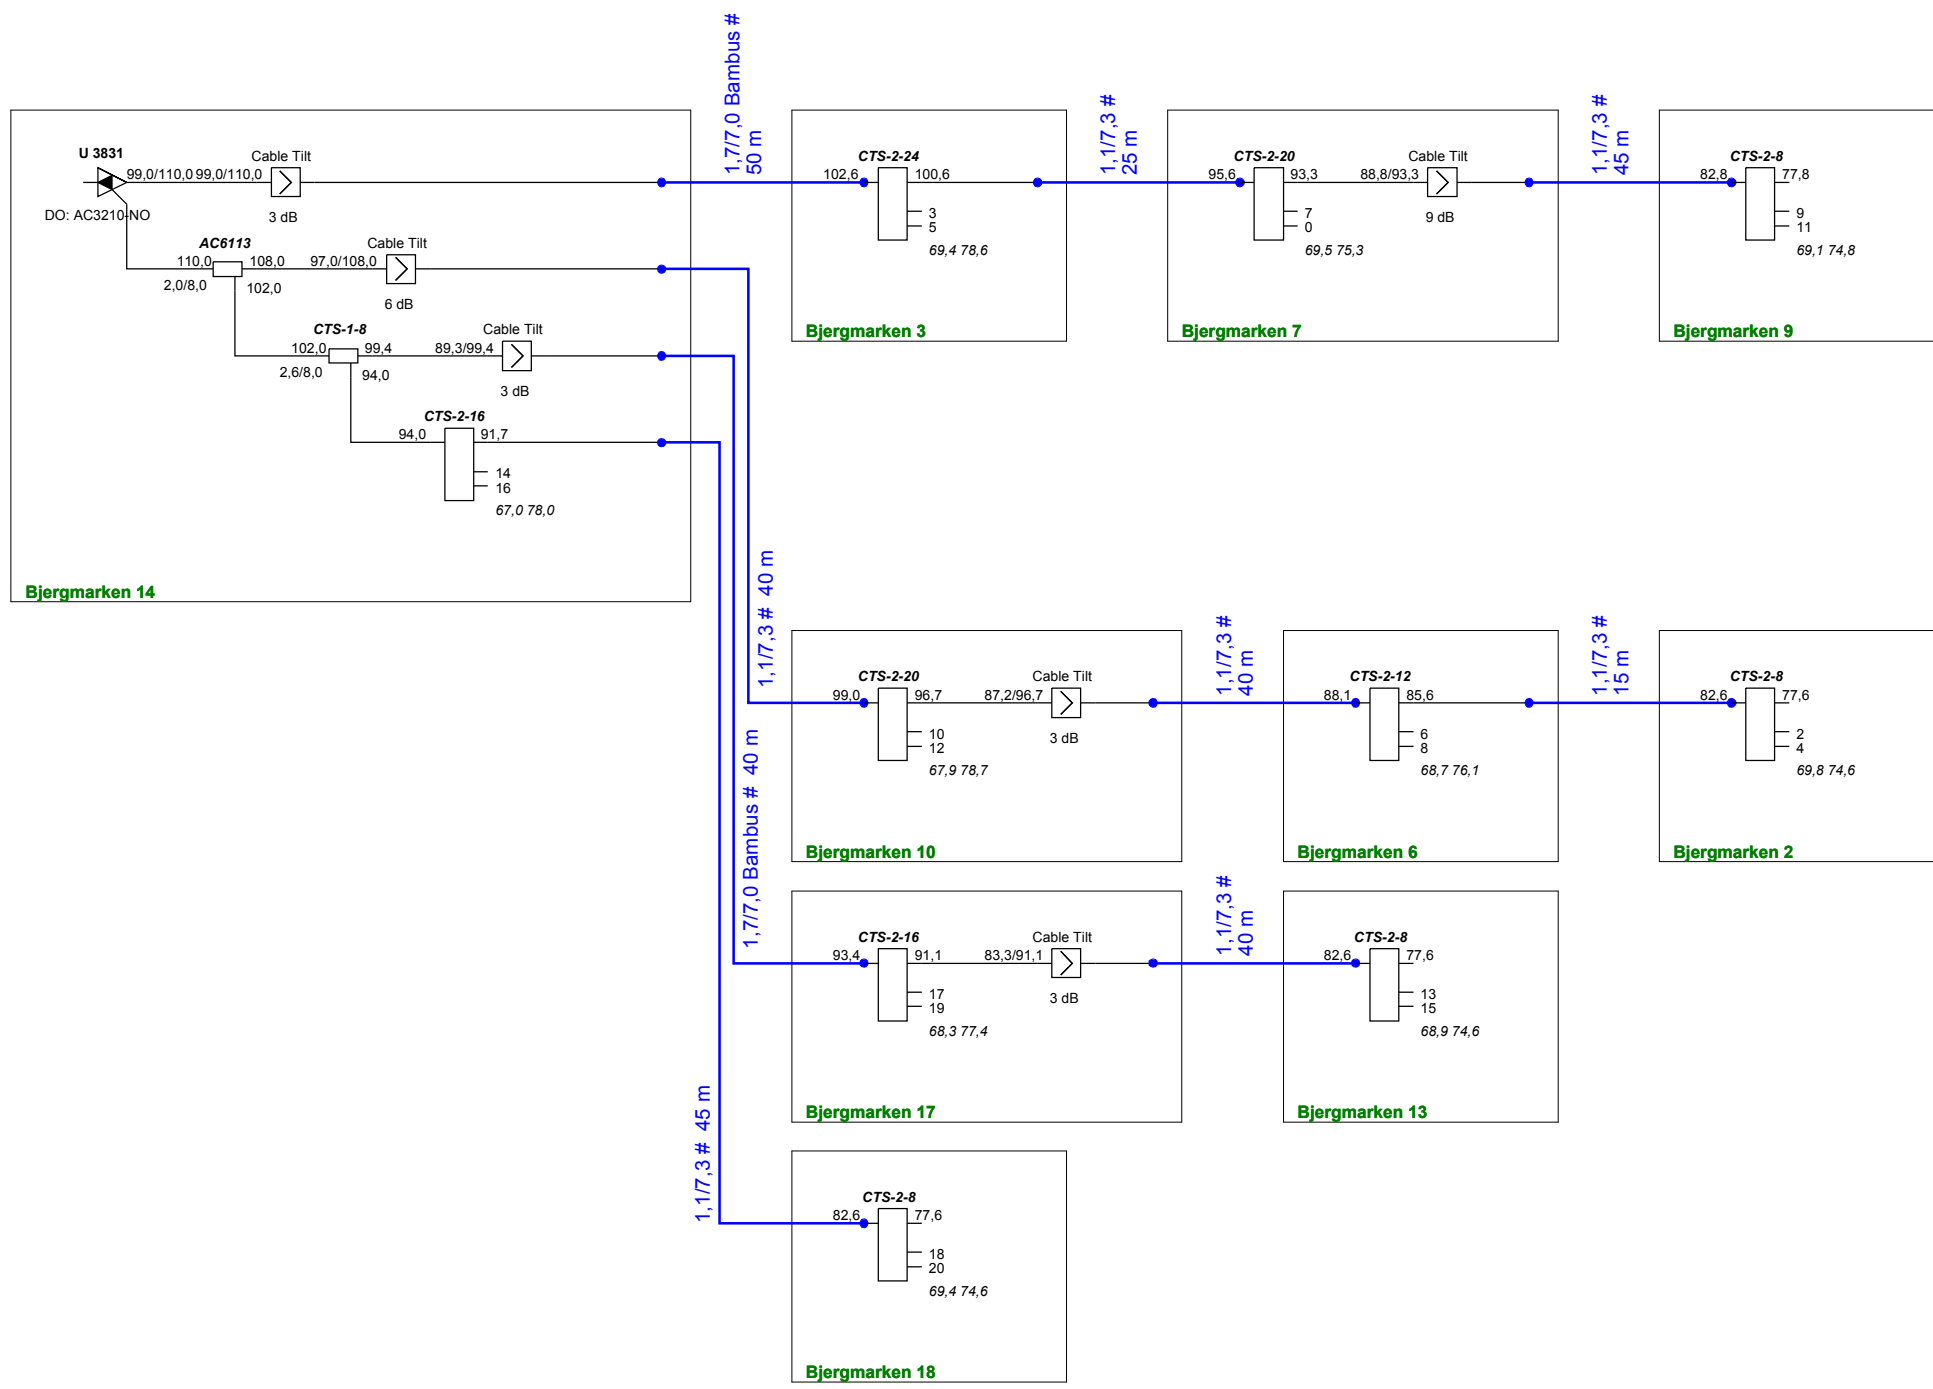 U 3831
99,0/110,0 99,0/110,0
Cable Tilt
3 dB
DO: AC3210-NO
AC6113
110,0
108,0
97,0/108,0
Cable Tilt
2,0/8,0
102,0
6 dB
CTS-1-8
102,0
99,4
89,3/99,4
Cable Tilt
2,6/8,0
94,0
3 dB
CTS-2-16
94,0
91,7
14
16
67,0 78,0
Bjergmarken 14
1,7/7,0 Bambus #
50 m
CTS-2-24
102,6
100,6
3
5
69,4 78,6
Bjergmarken 3
1,1/7,3 #
25 m
CTS-2-20
95,6
93,3
88,8/93,3
Cable Tilt
7
0
9 dB
69,5 75,3
Bjergmarken 7
1,1/7,3 #
45 m
CTS-2-8
82,8
77,8
9
11
69,1 74,8
Bjergmarken 9
1,1/7,3 # 40 m
CTS-2-20
99,0
96,7
87,2/96,7
Cable Tilt
10
12
3 dB
67,9 78,7
Bjergmarken 10
1,1/7,3 #
40 m
CTS-2-12
88,1
85,6
6
8
68,7 76,1
Bjergmarken 6
1,1/7,3 #
15 m
CTS-2-8
82,6
77,6
2
4
69,8 74,6
Bjergmarken 2
1,7/7,0 Bambus # 40 m
CTS-2-16
93,4
91,1
83,3/91,1
Cable Tilt
17
19
3 dB
68,3 77,4
Bjergmarken 17
1,1/7,3 #
40 m
CTS-2-8
82,6
77,6
13
15
68,9 74,6
Bjergmarken 13
1,1/7,3 # 45 m
CTS-2-8
82,6
77,6
18
20
69,4 74,6
Bjergmarken 18